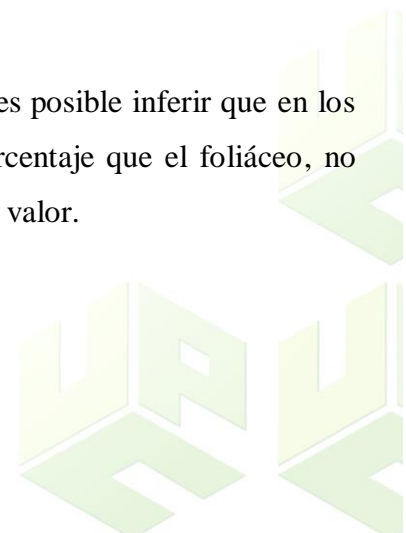 es posible inferir que en los
rcentaje que el foliáceo, no
valor.